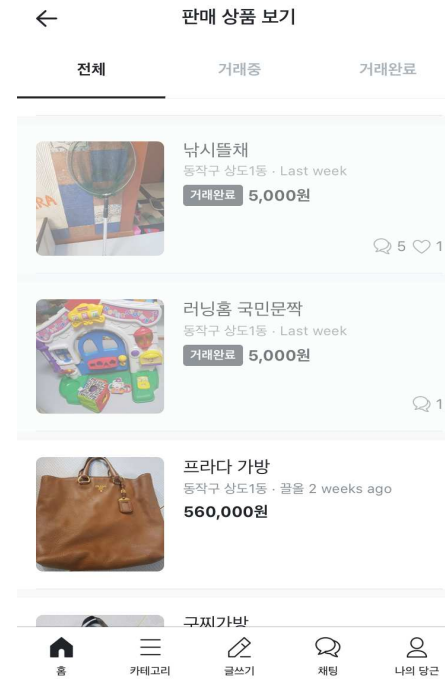 판매 상품 보기
전체 거래중 거래완료
낚시뜰채
동작구 상도1동 · Last week
거래완료 5,000원
5 1
러닝홈 국민문짝
동작구 상도1동 · Last week
거래완료 5,000원
1
프라다 가방
동작구 상도1동 · 끌올 2 weeks ago
560,000원
구찌가방
홈 카테고리 글쓰기 채팅 나의 당근